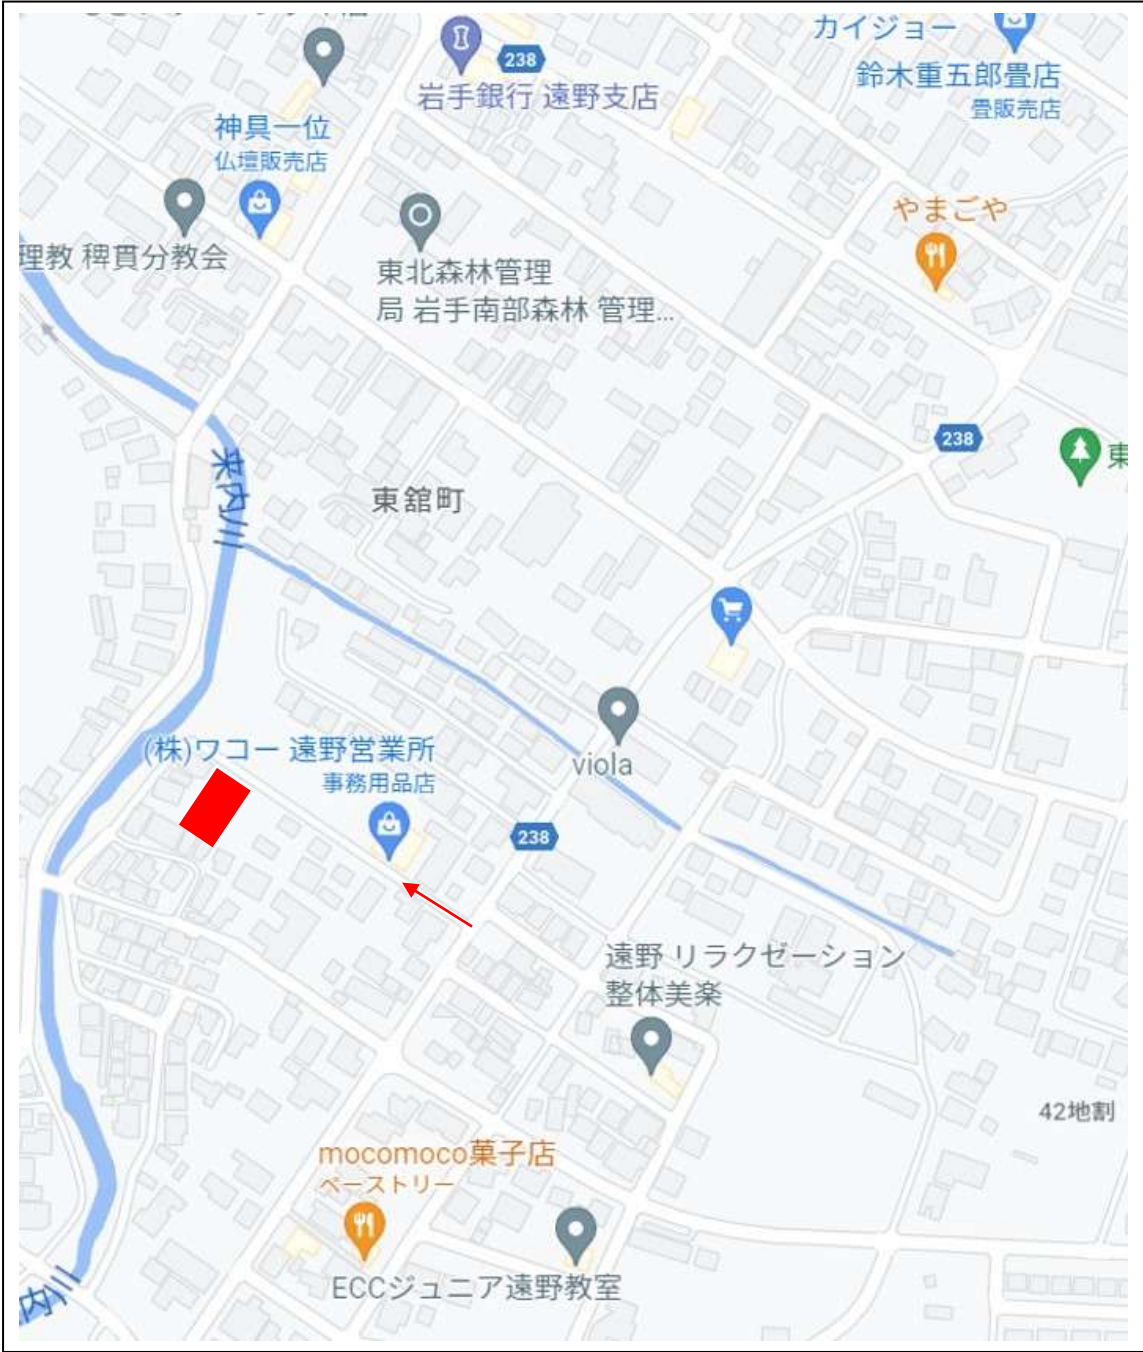 カイジョー
238
岩手銀行 遠野支店
鈴木重五郎畳店
畳販売店
神具一位
仏壇販売店
やまごや
理教 稗貫分教会
東北森林管理
局 岩手南部森林 管理...
238
東
来内川
東舘町
(株)ワコー 遠野営業所
事務用品店
viola
238
遠野 リラクゼーション
整体美楽
42地割
mocomoco菓子店
ペーストリー
ECCジュニア遠野教室
内川